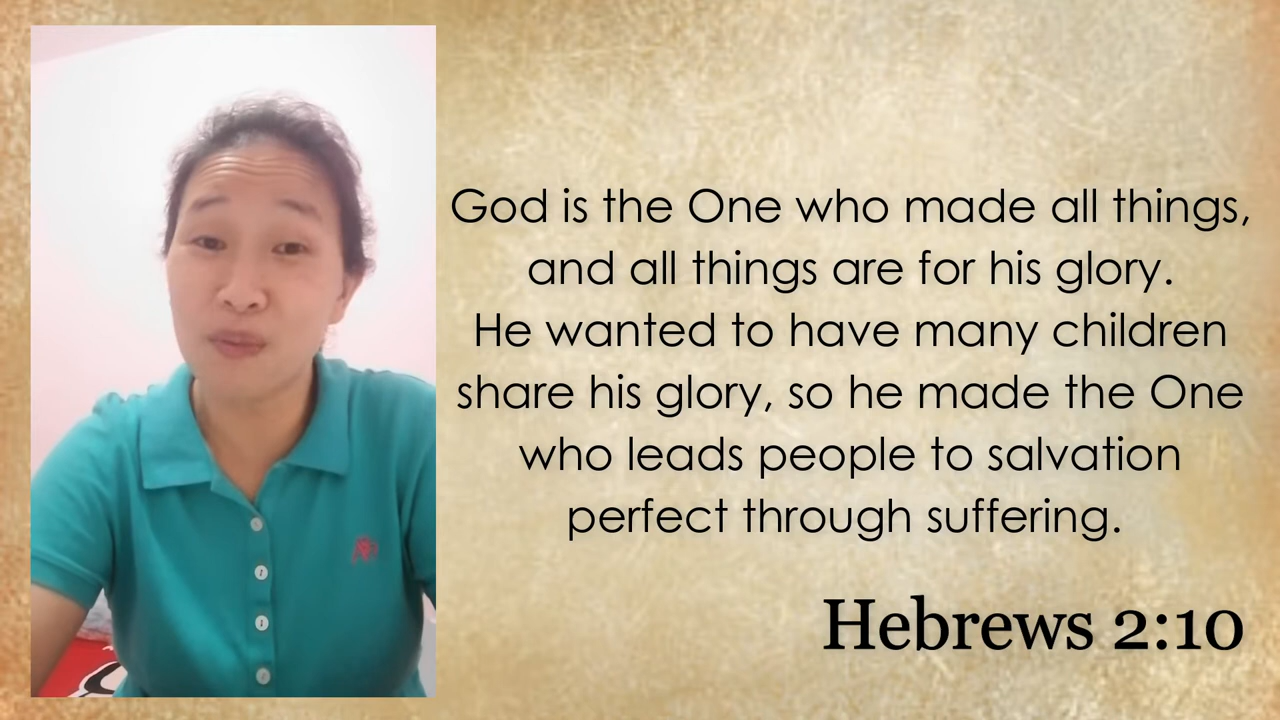 God is the One who made all things,
and all things are for his glory.
He wanted to have many children
share his glory, so he made the One
who leads people to salvation
perfect through suffering.
Hebrews 2:10